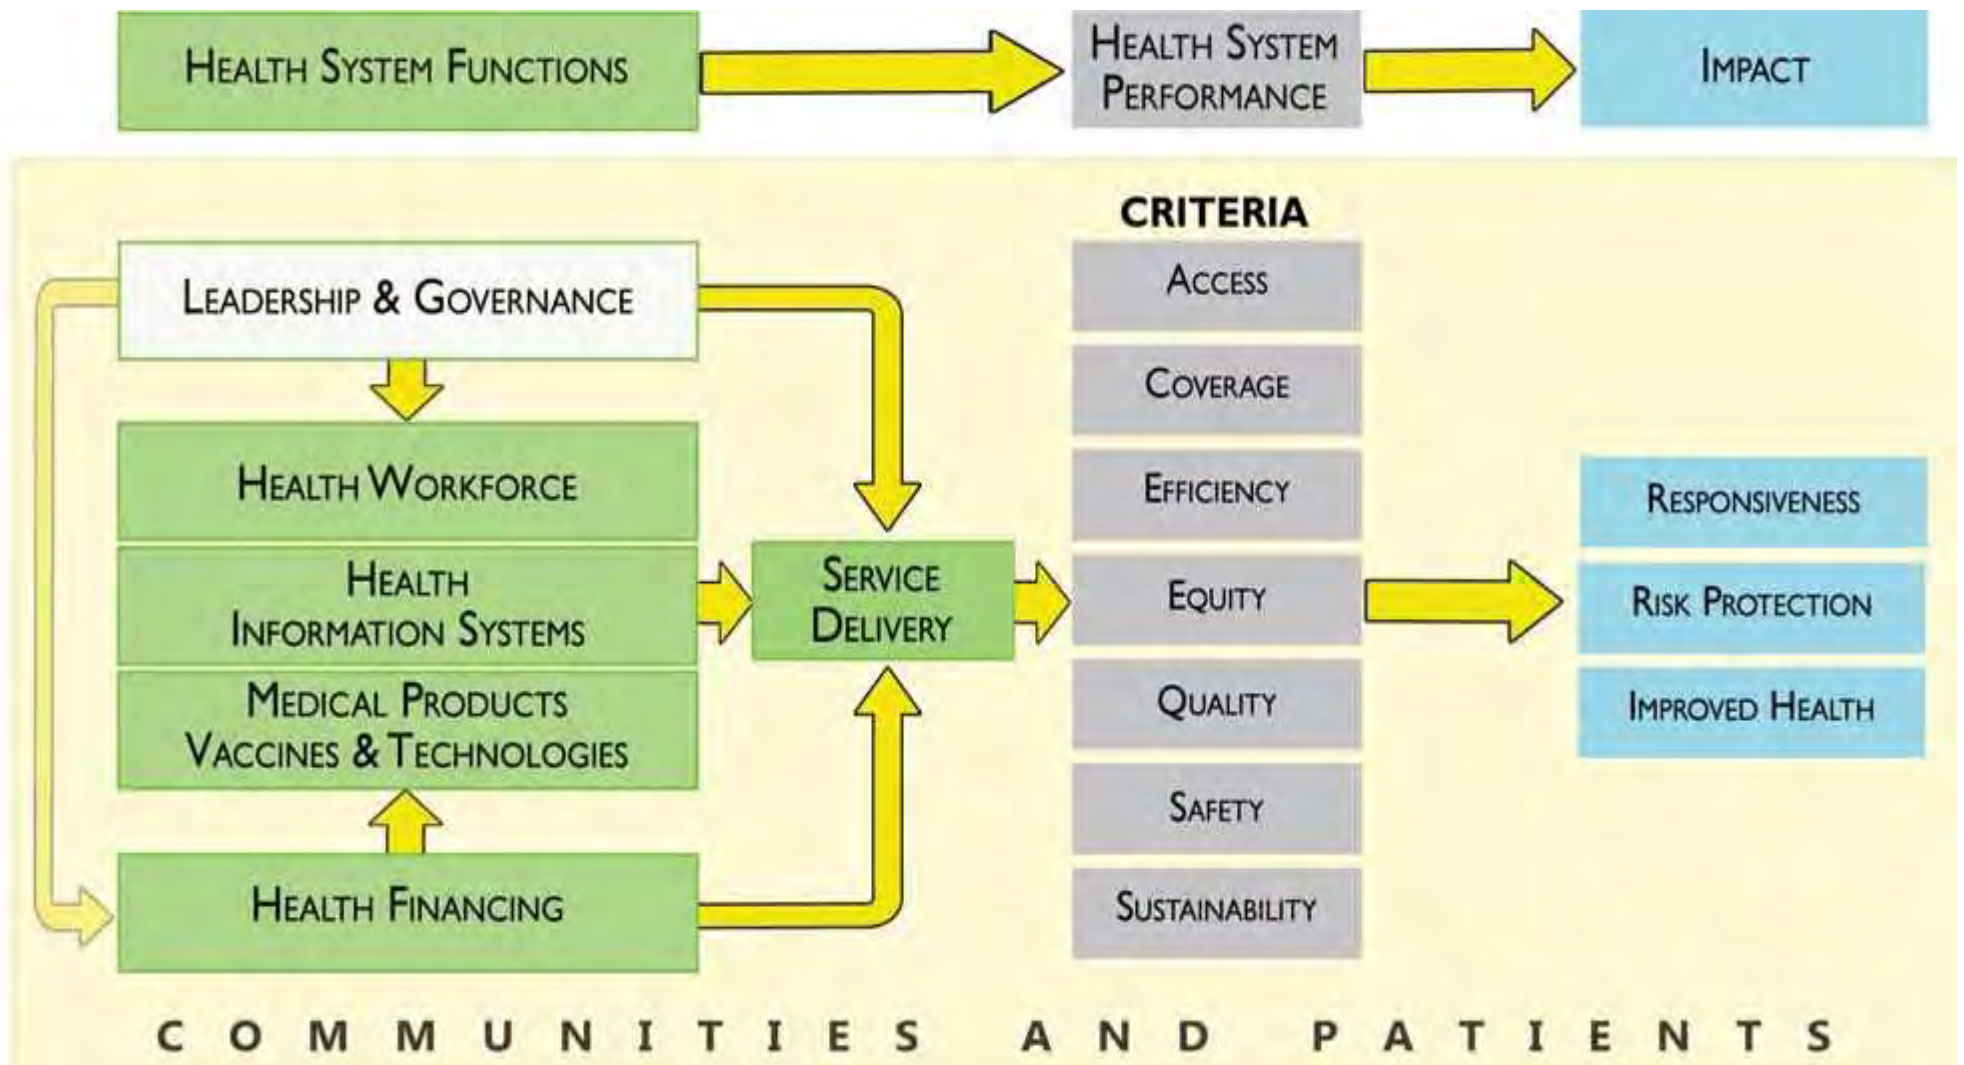 HEALTH SYSTEM FUNCTIONS
HEALTH SYSTEM
PERFORMANCE
IMPACT
CRITERIA
LEADERSHIP & GOVERNANCE
HEALTH WORKFORCE
HEALTH
INFORMATION SYSTEMS
MEDICAL PRODUCTS
VACCINES & TECHNOLOGIES
HEALTH FINANCING
SERVICE
DELIVERY
ACCESS
COVERAGE
EFFICIENCY
EQUITY
QUALITY
SAFETY
SUSTAINABILITY
RESPONSIVENESS
RISK PROTECTION
IMPROVED HEALTH
COMMUNITIES AND PATIENTS